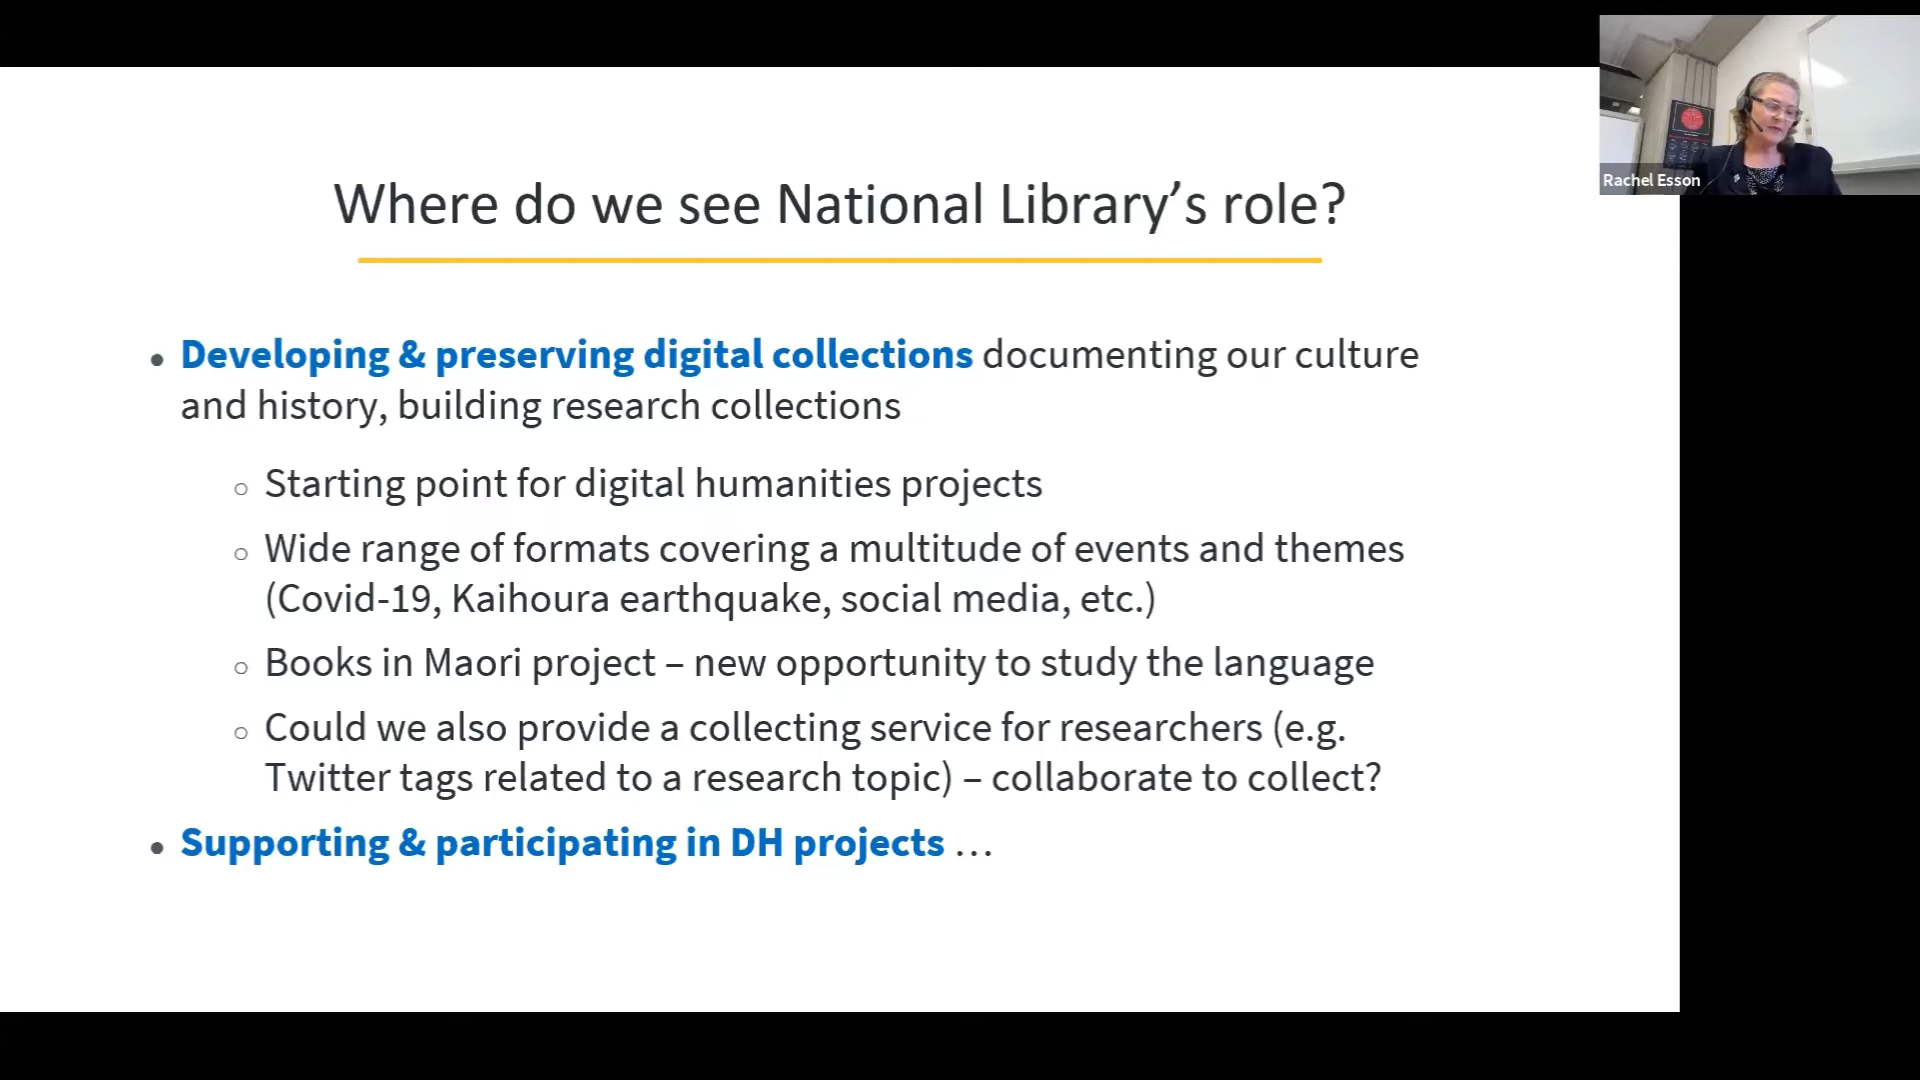 Where do we see National Library’s role?
• Developing & preserving digital collections documenting our culture
and history, building research collections
○ Starting point for digital humanities projects
○ Wide range of formats covering a multitude of events and themes
(Covid-19, Kaihoura earthquake, social media, etc.)
○ Books in Maori project – new opportunity to study the language
○ Could we also provide a collecting service for researchers (e.g.
Twitter tags related to a research topic) – collaborate to collect?
• Supporting & participating in DH projects …
Rachel Esson